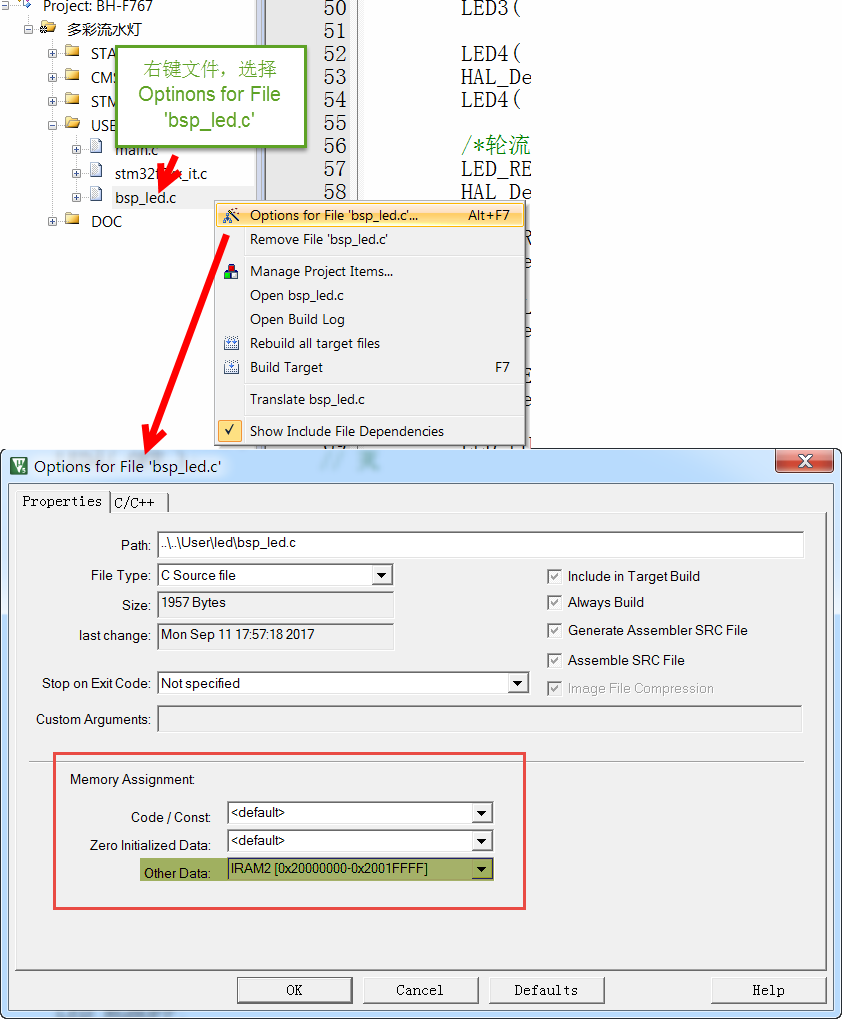 Project: BH-F767
多彩流水灯
STA
CMS
STM
USE
main.c
stm32f
x_it.c
bsp_led.c
DOC
右键文件，选择
Optinons for File
'bsp_led.c'
50 LED3(
51
52 LED4(
53 HAL_De
54 LED4(
55
56 /*轮流
57 LED_RE
58 HAL_De
Options for File 'bsp_led.c'... Alt+F7
Remove File 'bsp_led.c'
Manage Project Items...
Open bsp_led.c
Open Build Log
Rebuild all target files
Build Target F7
Translate bsp_led.c
Show Include File Dependencies
Options for File 'bsp_led.c'
Properties C/C++
Path: ..\..\User\led\bsp_led.c
File Type: C Source file
Size: 1957 Bytes
last change: Mon Sep 11 17:57:18 2017
Stop on Exit Code: Not specified
Custom Arguments:
Include in Target Build
Always Build
Generate Assembler SRC File
Assemble SRC File
Image File Compression
Memory Assignment:
Code / Const: <default>
Zero Initialized Data: <default>
Other Data: IRAM2 [0x20000000-0x2001FFFF]
OK Cancel Defaults Help